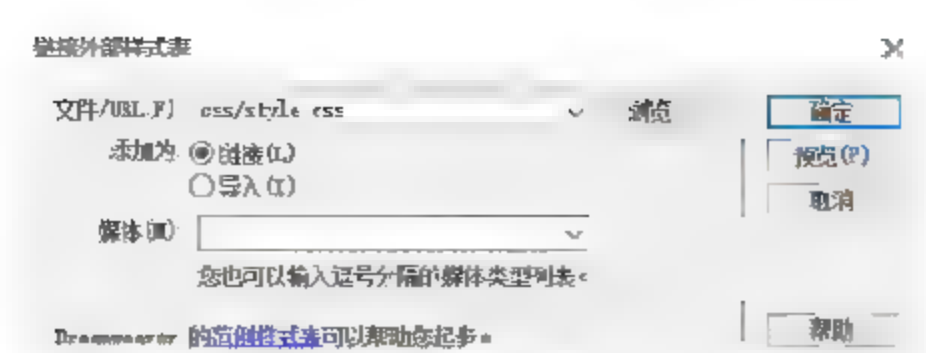 链接外部样式表
文件/URL(F) css/style.css 浏览 确定
添加为: 链接(L) 预览(P)
导入(I) 取消
媒体(M):
您也可以输入逗号分隔的媒体类型列表。
Dreamweaver 的范例样式表可以帮助您起步。 帮助